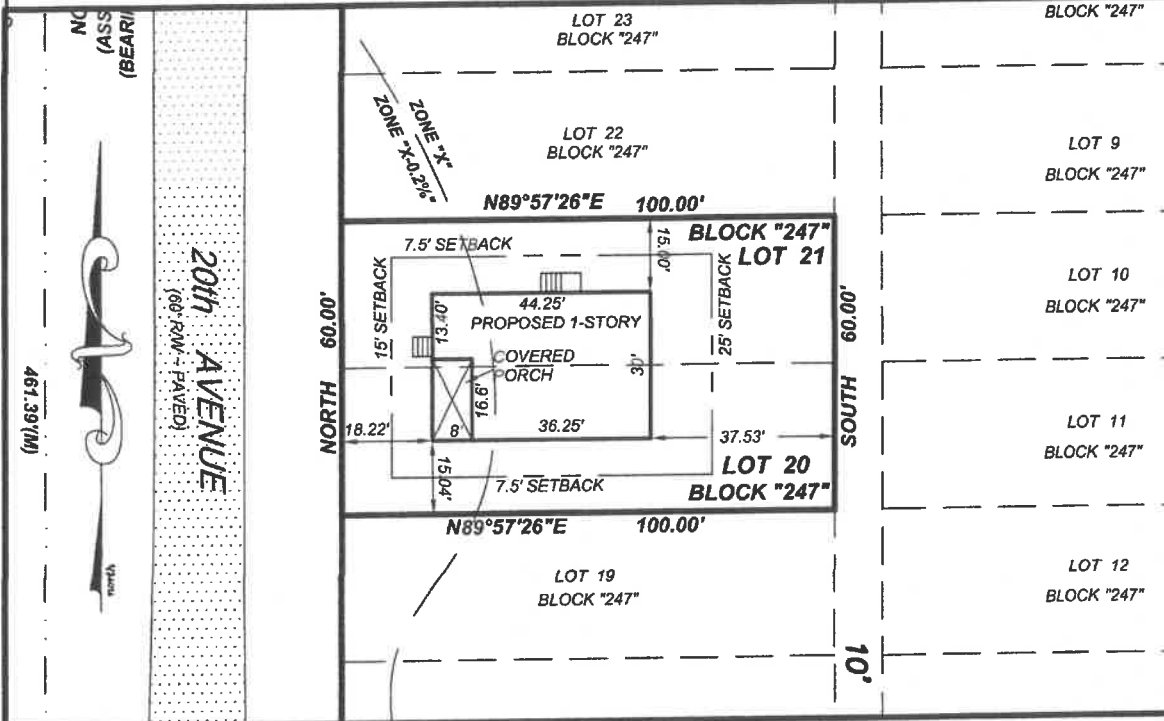 NO
(ASS
(BEARI
LOT 23
BLOCK "247"
BLOCK "247"
ZONE "X"
ZONE "X-0.2%"
LOT 22
BLOCK "247"
LOT 9
BLOCK "247"
N89°57'26"E 100.00'
BLOCK "247"
LOT 21
7.5' SETBACK
15.00'
15' SETBACK
25' SETBACK
44.25'
PROPOSED 1-STORY
13.40'
COVERED
PORCH
30'
16.6'
8'
36.25'
18.22'
37.53'
15.04'
7.5' SETBACK
LOT 20
BLOCK "247"
N89°57'26"E 100.00'
NORTH 60.00'
SOUTH 60.00'
LOT 10
BLOCK "247"
LOT 11
BLOCK "247"
LOT 19
BLOCK "247"
LOT 12
BLOCK "247"
10'
20th AVENUE
(60' R/W ~ PAVED)
461.39'(M)
north